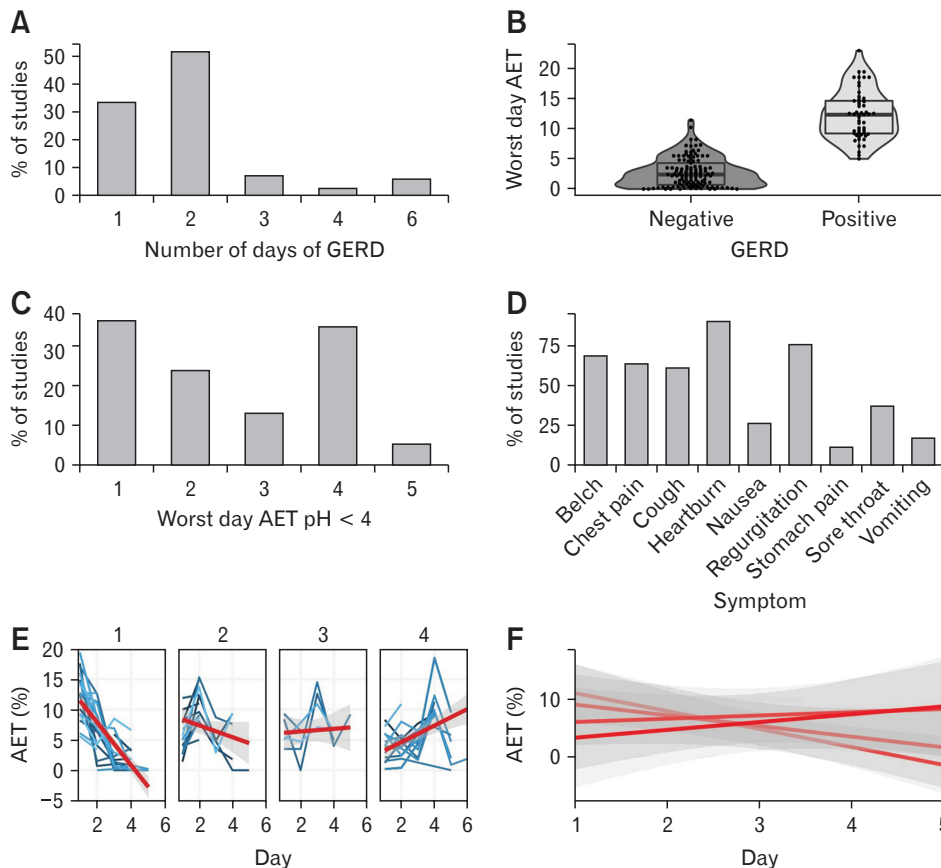 A
% of studies
50
40
30
20
10
0
1 2 3 4 6
Number of days of GERD
B
Worst day AET
20
15
10
5
0
Negative Positive
GERD
C
% of studies
40
30
20
10
0
1 2 3 4 5
Worst day AET pH < 4
D
% of studies
75
50
25
0
Belch
Chest pain
Cough
Heartburn
Nausea
Regurgitation
Stomach pain
Sore throat
Vomiting
Symptom
E
1 2 3 4
AET (%)
20
15
10
5
0
−5
2 4 6 2 4 6 2 4 6 2 4 6
Day
F
AET (%)
10
0
1 2 3 4 5
Day